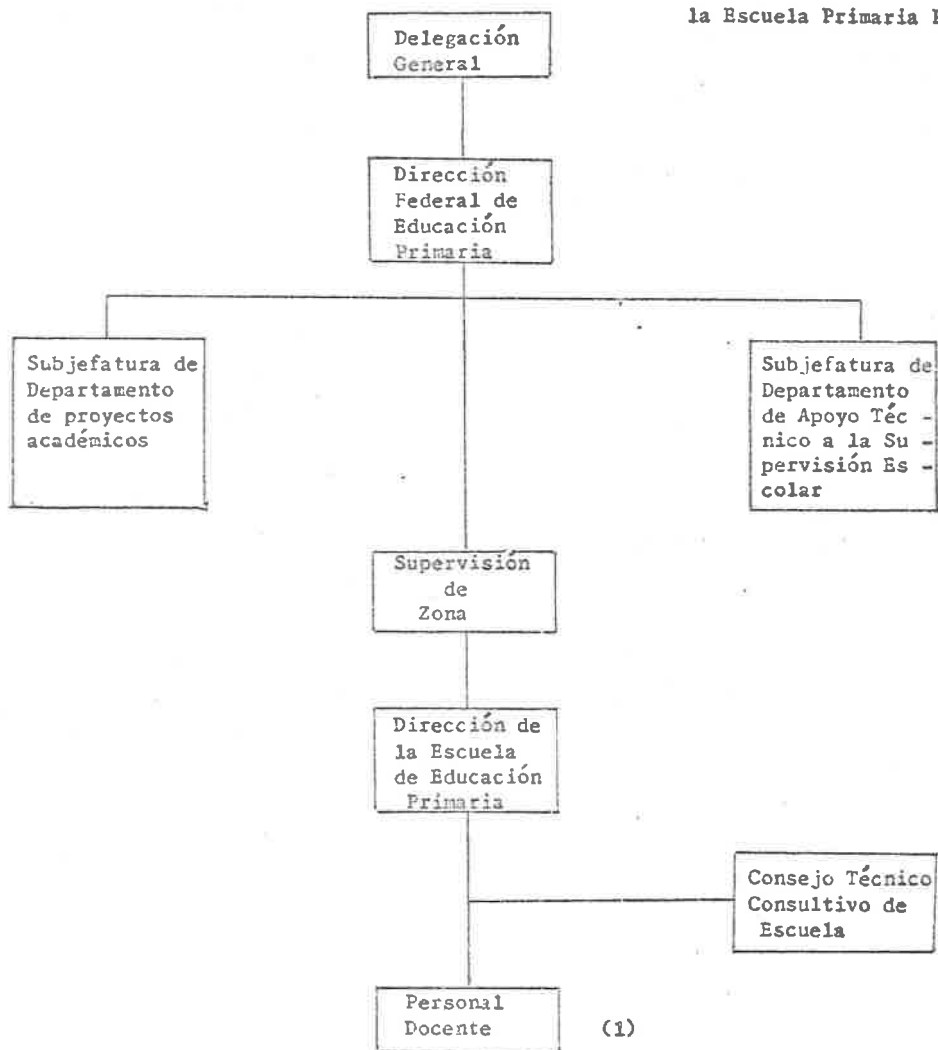 la Escuela Primaria
Delegación
General
Dirección
Federal de
Educación
Primaria
Subjefatura de
Departamento
de proyectos
académicos
Subjefatura de
Departamento
de Apoyo Téc -
nico a la Su -
pervisión Es -
colar
Supervisión
de
Zona
Dirección de
la Escuela
de Educación
Primaria
Consejo Técnico
Consultivo de
Escuela
Personal
Docente (1)